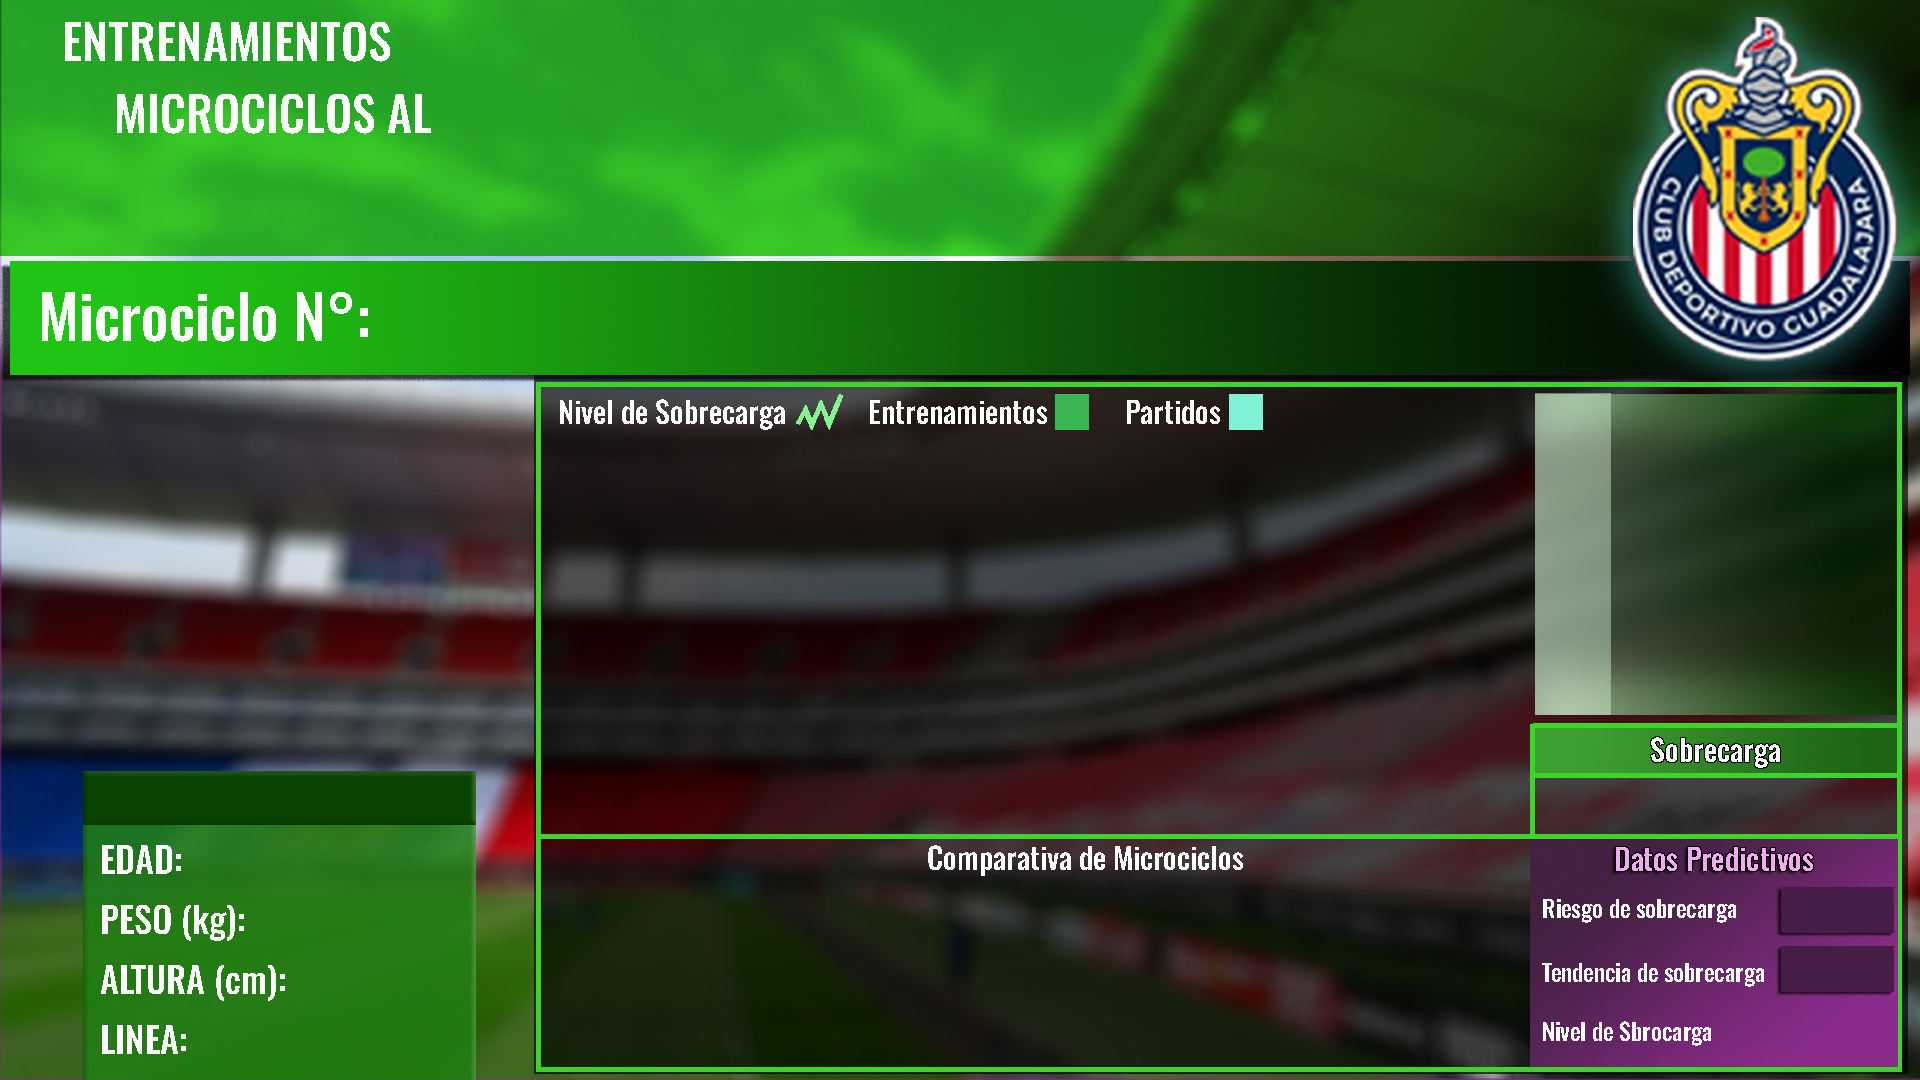 ENTRENAMIENTOS
MICROCICLOS AL
CLUB DEPORTIVO GUADALAJARA
Microciclo N°:
Nivel de Sobrecarga Entrenamientos Partidos
Sobrecarga
EDAD:
PESO (kg):
ALTURA (cm):
LINEA:
Comparativa de Microciclos
Datos Predictivos
Riesgo de sobrecarga
Tendencia de sobrecarga
Nivel de Sbrocarga